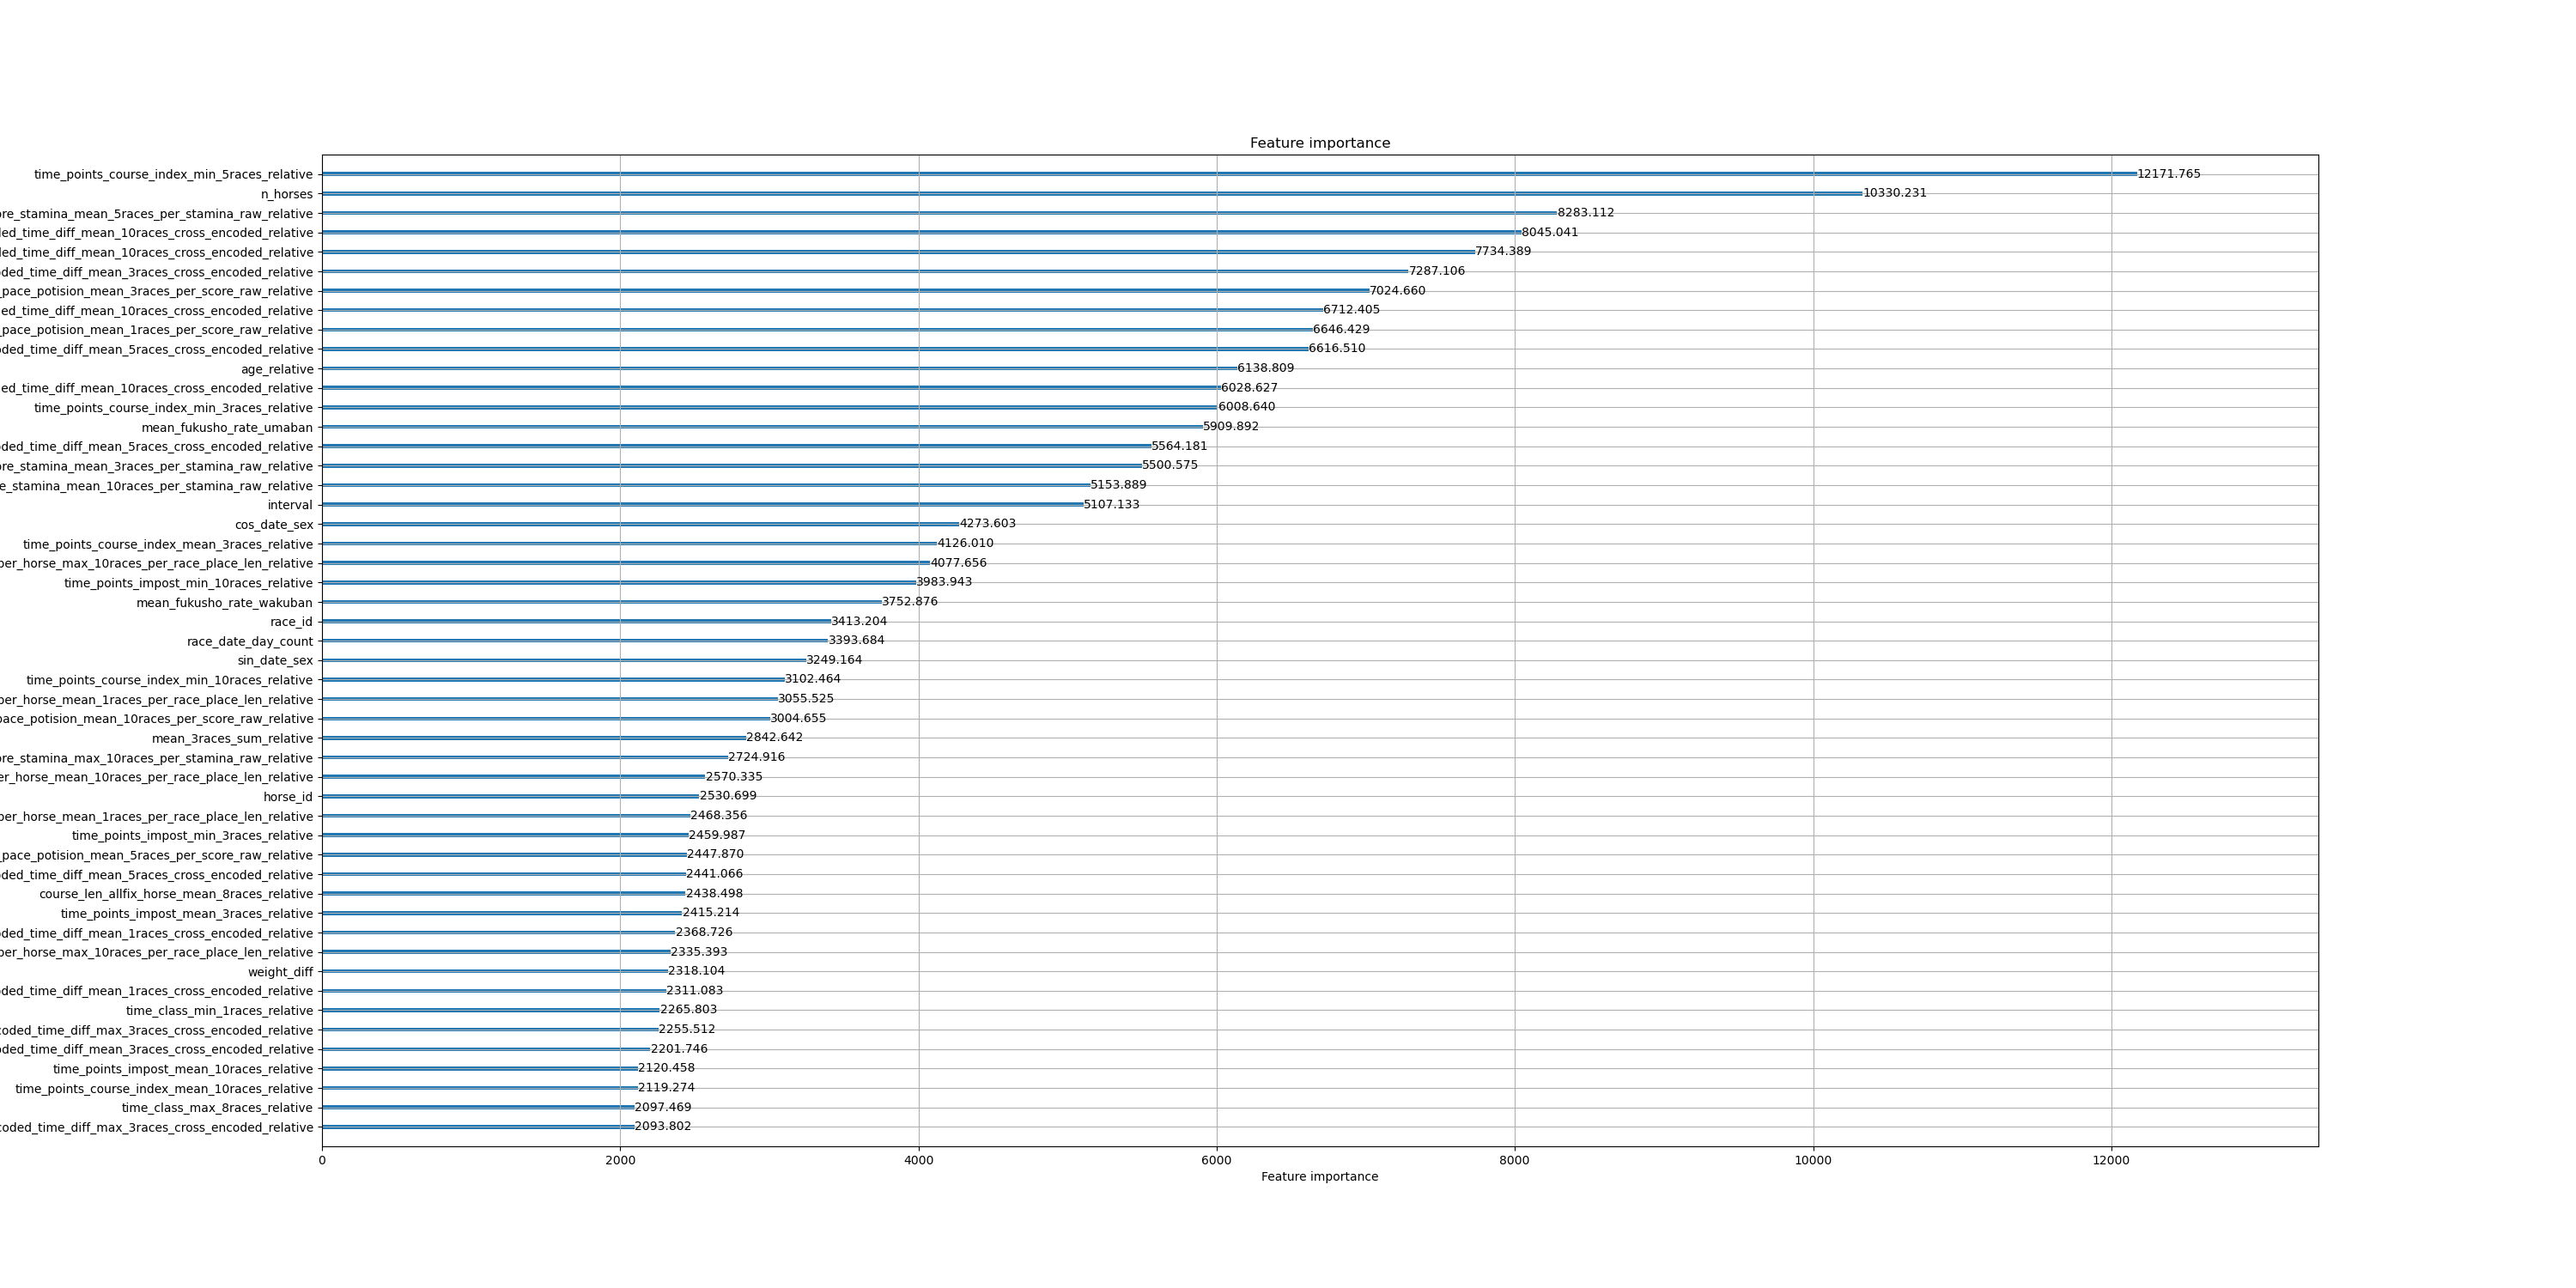 Feature importance
time_points_course_index_min_5races_relative 12171.765
n_horses 10330.231
ore_stamina_mean_5races_per_stamina_raw_relative 8283.112
led_time_diff_mean_10races_cross_encoded_relative 8045.041
led_time_diff_mean_10races_cross_encoded_relative 7734.389
oded_time_diff_mean_3races_cross_encoded_relative 7287.106
_pace_potision_mean_3races_per_score_raw_relative 7024.660
ed_time_diff_mean_10races_cross_encoded_relative 6712.405
_pace_potision_mean_1races_per_score_raw_relative 6646.429
oded_time_diff_mean_5races_cross_encoded_relative 6616.510
age_relative 6138.809
ed_time_diff_mean_10races_cross_encoded_relative 6028.627
time_points_course_index_min_3races_relative 6008.640
mean_fukusho_rate_umaban 5909.892
oded_time_diff_mean_5races_cross_encoded_relative 5564.181
ore_stamina_mean_3races_per_stamina_raw_relative 5500.575
e_stamina_mean_10races_per_stamina_raw_relative 5153.889
interval 5107.133
cos_date_sex 4273.603
time_points_course_index_mean_3races_relative 4126.010
per_horse_max_10races_per_race_place_len_relative 4077.656
time_points_impost_min_10races_relative 3983.943
mean_fukusho_rate_wakuban 3752.876
race_id 3413.204
race_date_day_count 3393.684
sin_date_sex 3249.164
time_points_course_index_min_10races_relative 3102.464
per_horse_mean_1races_per_race_place_len_relative 3055.525
pace_potision_mean_10races_per_score_raw_relative 3004.655
mean_3races_sum_relative 2842.642
ore_stamina_max_10races_per_stamina_raw_relative 2724.916
er_horse_mean_10races_per_race_place_len_relative 2570.335
horse_id 2530.699
per_horse_mean_1races_per_race_place_len_relative 2468.356
time_points_impost_min_3races_relative 2459.987
_pace_potision_mean_5races_per_score_raw_relative 2447.870
oded_time_diff_mean_5races_cross_encoded_relative 2441.066
course_len_allfix_horse_mean_8races_relative 2438.498
time_points_impost_mean_3races_relative 2415.214
oded_time_diff_mean_1races_cross_encoded_relative 2368.726
per_horse_max_10races_per_race_place_len_relative 2335.393
weight_diff 2318.104
oded_time_diff_mean_1races_cross_encoded_relative 2311.083
time_class_min_1races_relative 2265.803
coded_time_diff_max_3races_cross_encoded_relative 2255.512
oded_time_diff_mean_3races_cross_encoded_relative 2201.746
time_points_impost_mean_10races_relative 2120.458
time_points_course_index_mean_10races_relative 2119.274
time_class_max_8races_relative 2097.469
coded_time_diff_max_3races_cross_encoded_relative 2093.802
0 2000 4000 6000 8000 10000 12000
Feature importance